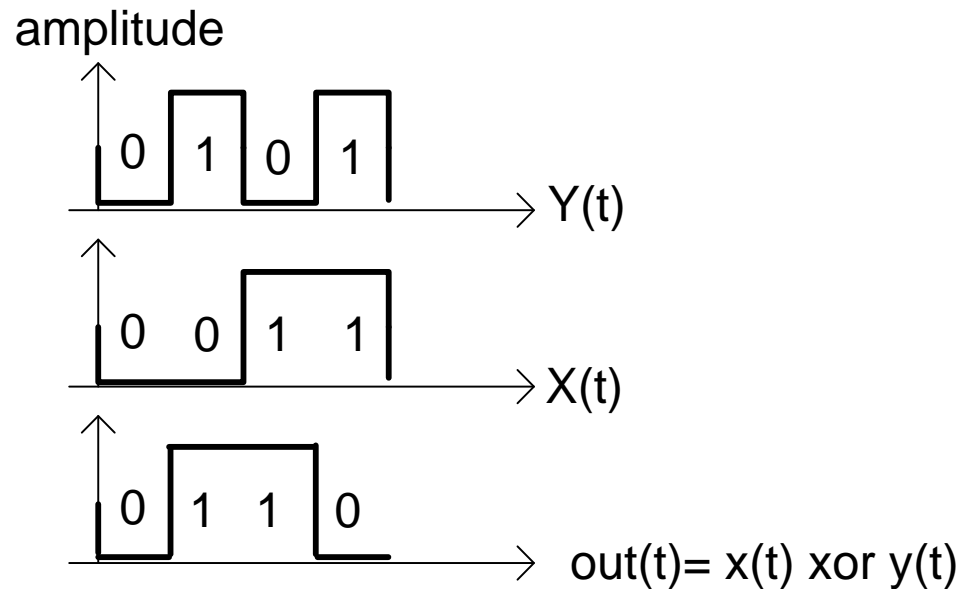 amplitude
0 1 0 1
Y(t)
0 0 1 1
X(t)
0 1 1 0
out(t)= x(t) xor y(t)